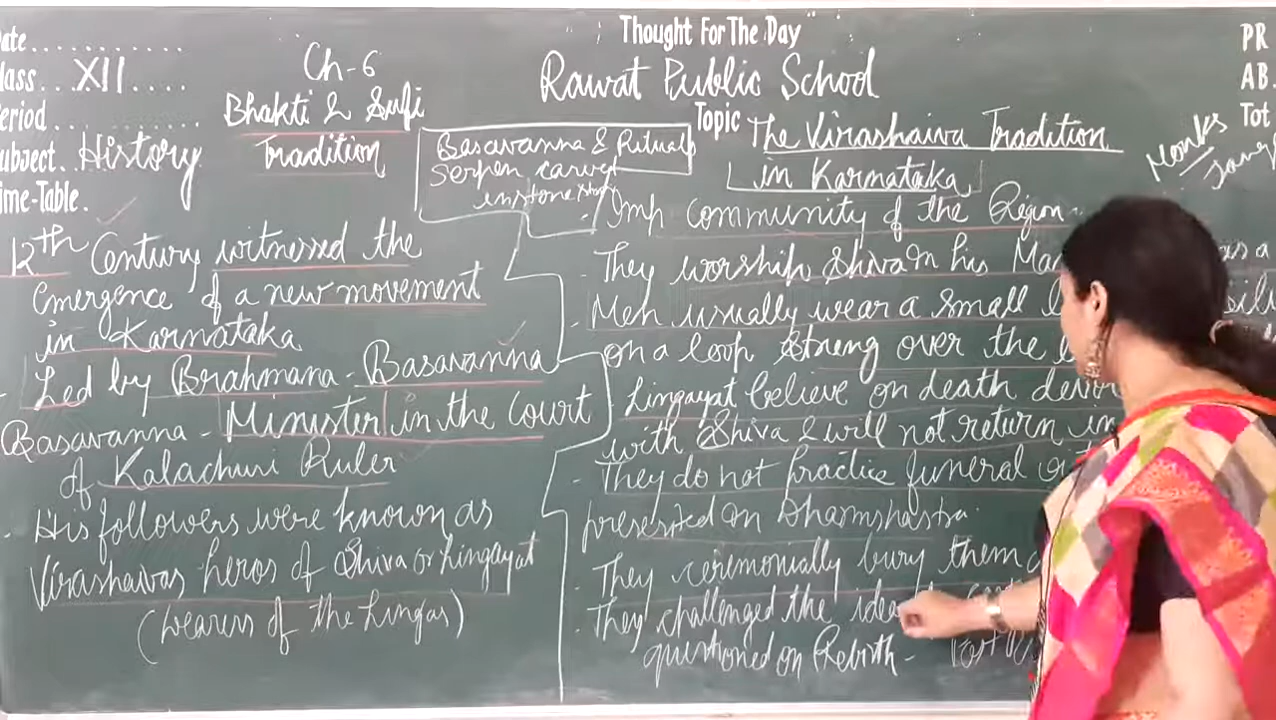 Thought For The Day
Date
Class XII
Period
Subject History
Time-Table
Ch-6
Bhakti & Sufi
Tradition
Rawat Public School
PR
AB
Tot
Topic The Virashaiva Tradition
in Karnataka
Monks
Basavanna & Rituals
Serpen carved
in stone
12th Century witnessed the
emergence of a new movement
in Karnataka
Led by Brahmana - Basavanna
Basavanna - Minister in the Court
of Kalachuri Ruler
His followers were known as
Virashaivas heros of Shiva or Lingayat
(wearers of the Lingas)
Imp community of the Region
They worship Shiva in his as a
Men usually wear a small
on a loop streng over the
Lingayat believe on death
with Shiva & will not return in
They do not practice funeral
presented in Dharmshastra
They ceremonially bury them
They challenged the idea
questioned on Rebirth -